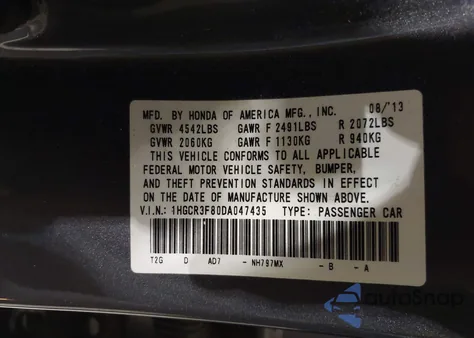 MFD. BY HONDA OF AMERICA MFG., INC. 08/'13
GVWR 4542LBS GAWR F 2491LBS R 2072LBS
GVWR 2060KG GAWR F 1130KG R 940KG
THIS VEHICLE CONFORMS TO ALL APPLICABLE
FEDERAL MOTOR VEHICLE SAFETY, BUMPER,
AND THEFT PREVENTION STANDARDS IN EFFECT
ON THE DATE OF MANUFACTURE SHOWN ABOVE.
V.I.N.: 1HGCR3F80DA047435 TYPE: PASSENGER CAR
T2G D AD7 - NH797MX - B - A
autoSnap